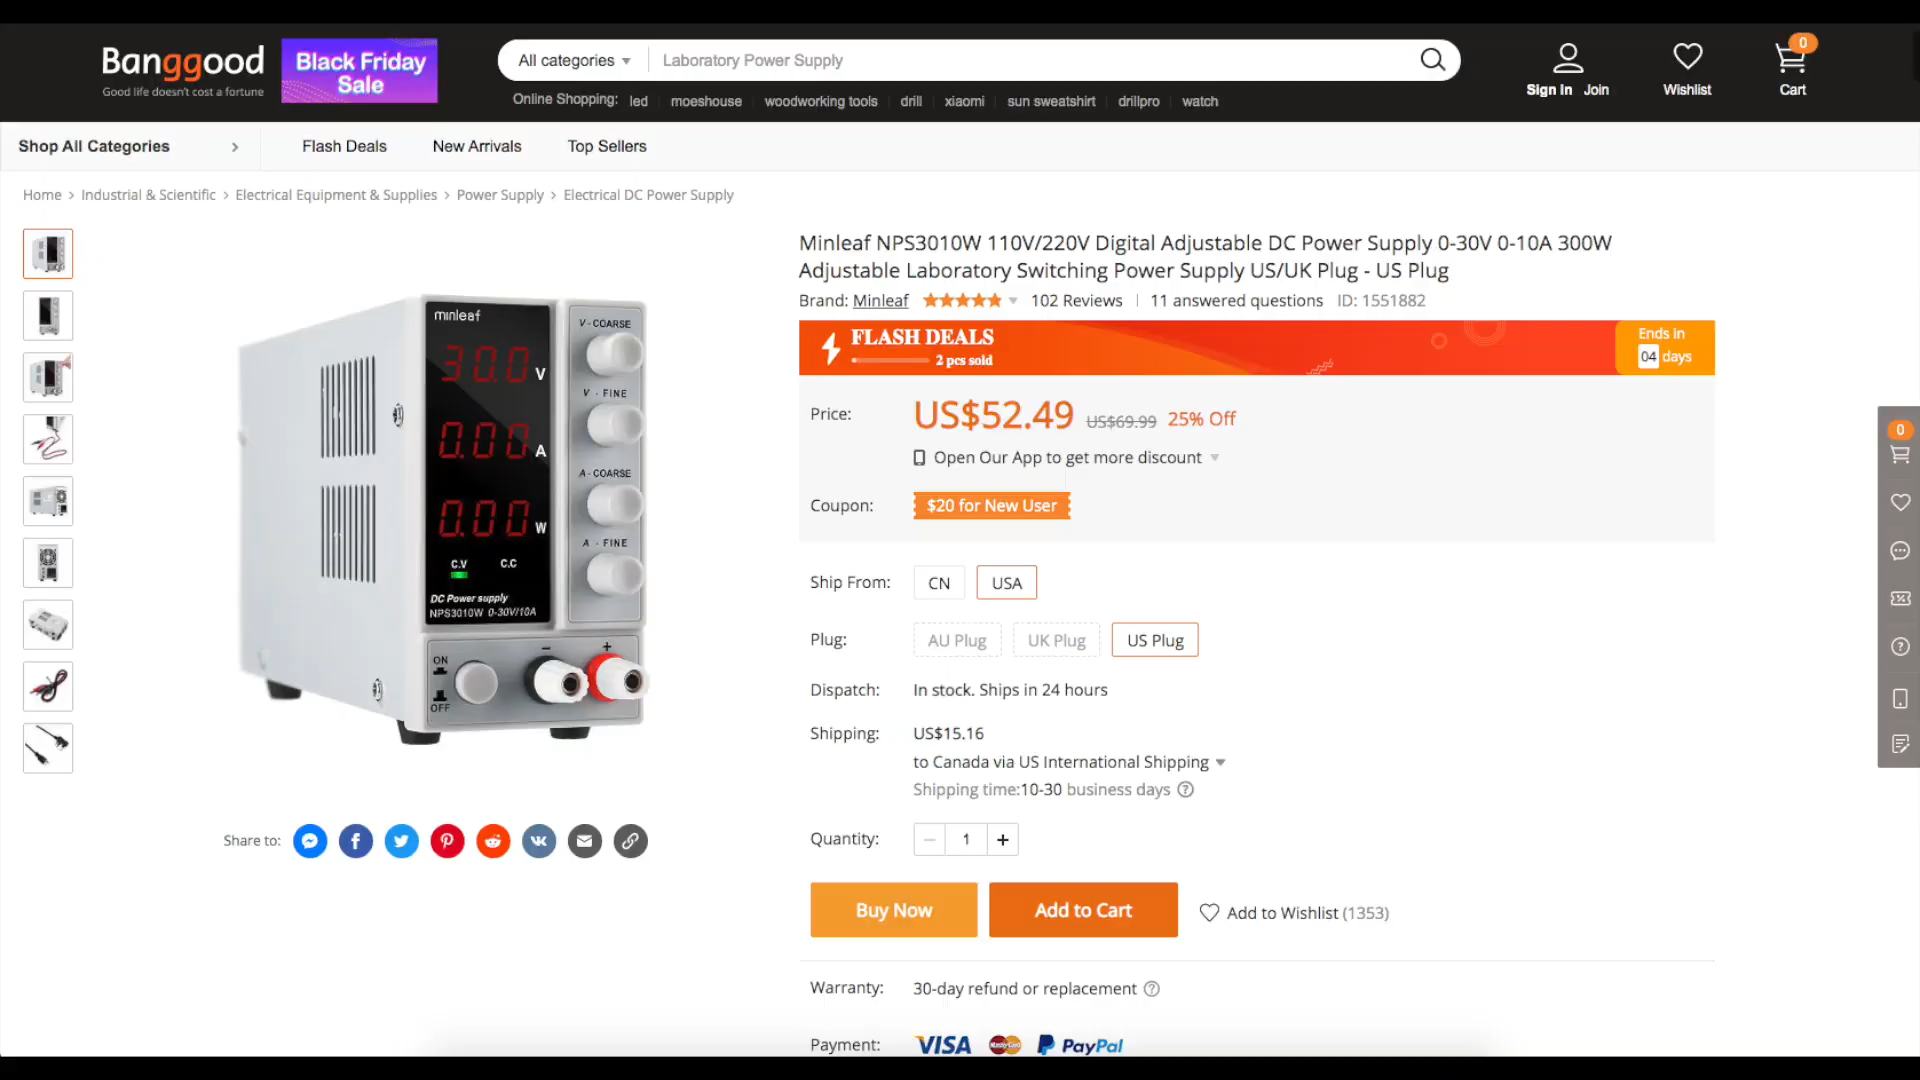 Banggood
Good life doesn't cost a fortune
Black Friday
Sale
All categories
Laboratory Power Supply
Online Shopping: led moeshouse woodworking tools drill xiaomi sun sweatshirt drillpro watch
Sign In Join
Wishlist
0
Cart
Shop All Categories
Flash Deals
New Arrivals
Top Sellers
Home > Industrial & Scientific > Electrical Equipment & Supplies > Power Supply > Electrical DC Power Supply
minleaf
30.0 V
0.00 A
0.00 W
C.V C.C
DC Power supply
NPS3010W 0-30V/10A
V-COARSE
V - FINE
A-COARSE
A - FINE
ON
OFF
- +
Share to:
Minleaf NPS3010W 110V/220V Digital Adjustable DC Power Supply 0-30V 0-10A 300W
Adjustable Laboratory Switching Power Supply US/UK Plug - US Plug
Brand: Minleaf 102 Reviews 11 answered questions ID: 1551882
FLASH DEALS
2 pcs sold
Ends in
04 days
Price: US$52.49 US$69.99 25% Off
Open Our App to get more discount
Coupon: $20 for New User
Ship From: CN USA
Plug: AU Plug UK Plug US Plug
Dispatch: In stock. Ships in 24 hours
Shipping: US$15.16
to Canada via US International Shipping
Shipping time:10-30 business days ?
Quantity: − 1 +
Buy Now
Add to Cart
Add to Wishlist (1353)
Warranty: 30-day refund or replacement ?
Payment: VISA MasterCard PayPal
0